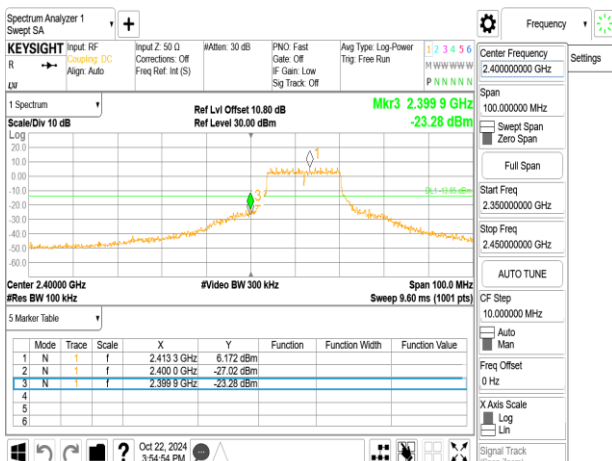 Spectrum Analyzer 1
Swept SA
Frequency
KEYSIGHT
R
Input: RF
Coupling: DC
Align: Auto
Input Z: 50 Ω
Corrections: Off
Freq Ref: Int (S)
#Atten: 30 dB
PNO: Fast
Gate: Off
IF Gain: Low
Sig Track: Off
Avg Type: Log-Power
Trig: Free Run
1 2 3 4 5 6
M W W W W W
P N N N N N
1 Spectrum
Scale/Div 10 dB
Ref Lvl Offset 10.80 dB
Ref Level 30.00 dBm
Mkr3 2.399 9 GHz
-23.28 dBm
Log
20.0
10.0
0.00
-10.0
-20.0
-30.0
-40.0
-50.0
-60.0
1
3
DL1 -13.85 dBm
Center 2.40000 GHz
#Res BW 100 kHz
#Video BW 300 kHz
Span 100.0 MHz
Sweep 9.60 ms (1001 pts)
5 Marker Table
Mode Trace Scale X Y Function Function Width Function Value
1 N 1 f 2.413 3 GHz 6.172 dBm
2 N 1 f 2.400 0 GHz -27.02 dBm
3 N 1 f 2.399 9 GHz -23.28 dBm
4
5
6
Oct 22, 2024
3:54:54 PM
Center Frequency
2.400000000 GHz
Settings
Span
100.000000 MHz
Swept Span
Zero Span
Full Span
Start Freq
2.350000000 GHz
Stop Freq
2.450000000 GHz
AUTO TUNE
CF Step
10.000000 MHz
Auto
Man
Freq Offset
0 Hz
X Axis Scale
Log
Lin
Signal Track